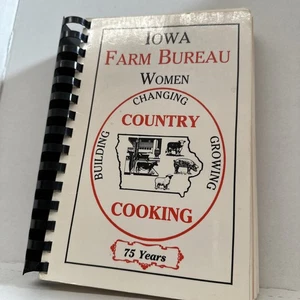 IOWA
FARM BUREAU
WOMEN
CHANGING
BUILDING
GROWING
COUNTRY
COOKING
75 Years